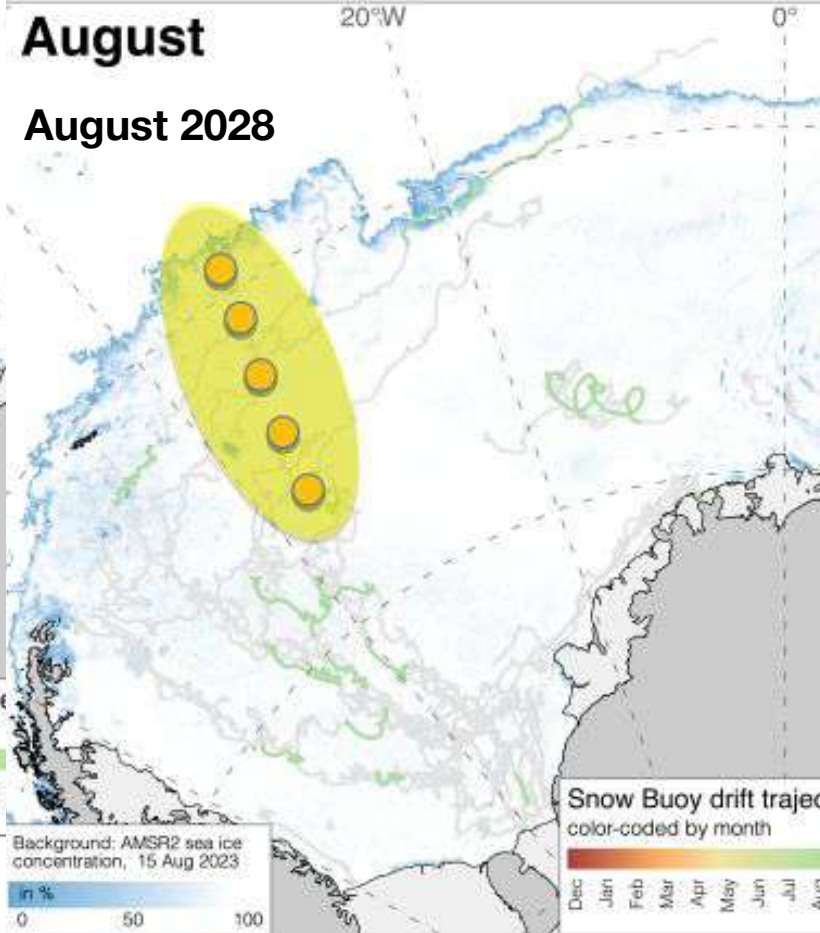 20°W
0°
August
August 2028
Snow Buoy drift trajec
color-coded by month
Dec Jan Feb Mar Apr May Jun Jul Aug
Background: AMSR2 sea ice
concentration, 15 Aug 2023
in %
0 50 100